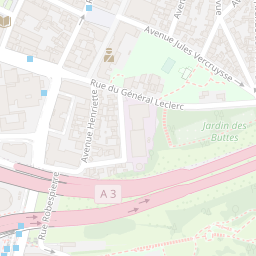 Avenue Jules Vercruysse
Rue du Général Leclerc
Avenue Henriette
Jardin des
Buttes
A 3
Rue Robespierre